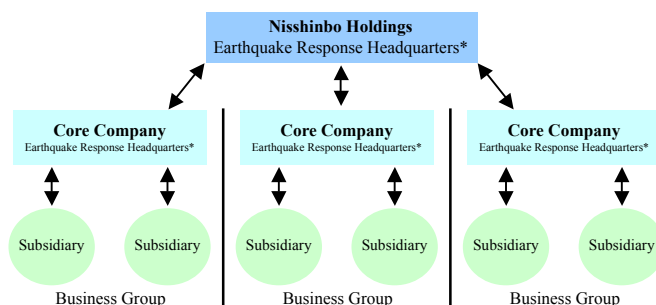 Nisshinbo Holdings
Earthquake Response Headquarters*
Core Company
Earthquake Response Headquarters*
Core Company
Earthquake Response Headquarters*
Core Company
Earthquake Response Headquarters*
Subsidiary
Subsidiary
Subsidiary
Subsidiary
Subsidiary
Subsidiary
Business Group
Business Group
Business Group